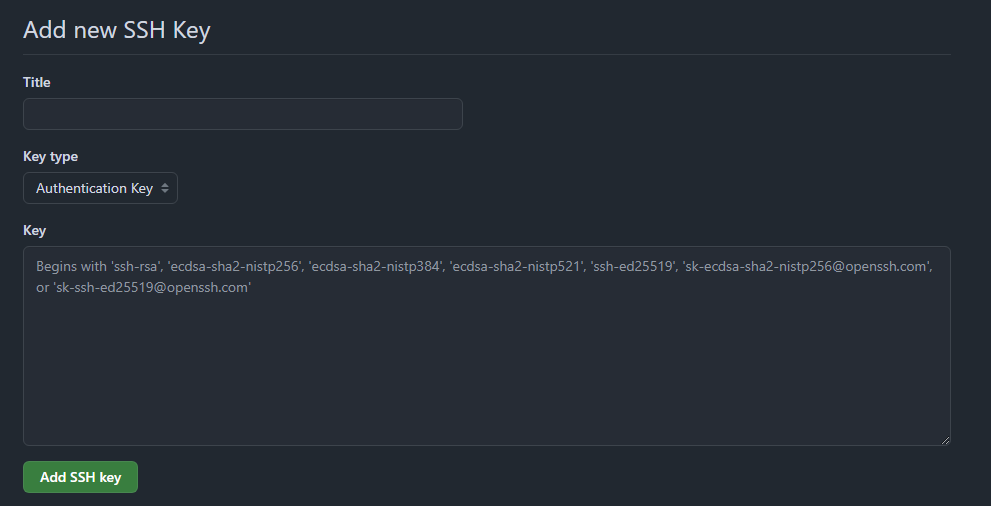 Add new SSH Key
Title
Key type
Authentication Key
Key
Begins with 'ssh-rsa', 'ecdsa-sha2-nistp256', 'ecdsa-sha2-nistp384', 'ecdsa-sha2-nistp521', 'ssh-ed25519', 'sk-ecdsa-sha2-nistp256@openssh.com',
or 'sk-ssh-ed25519@openssh.com'
Add SSH key